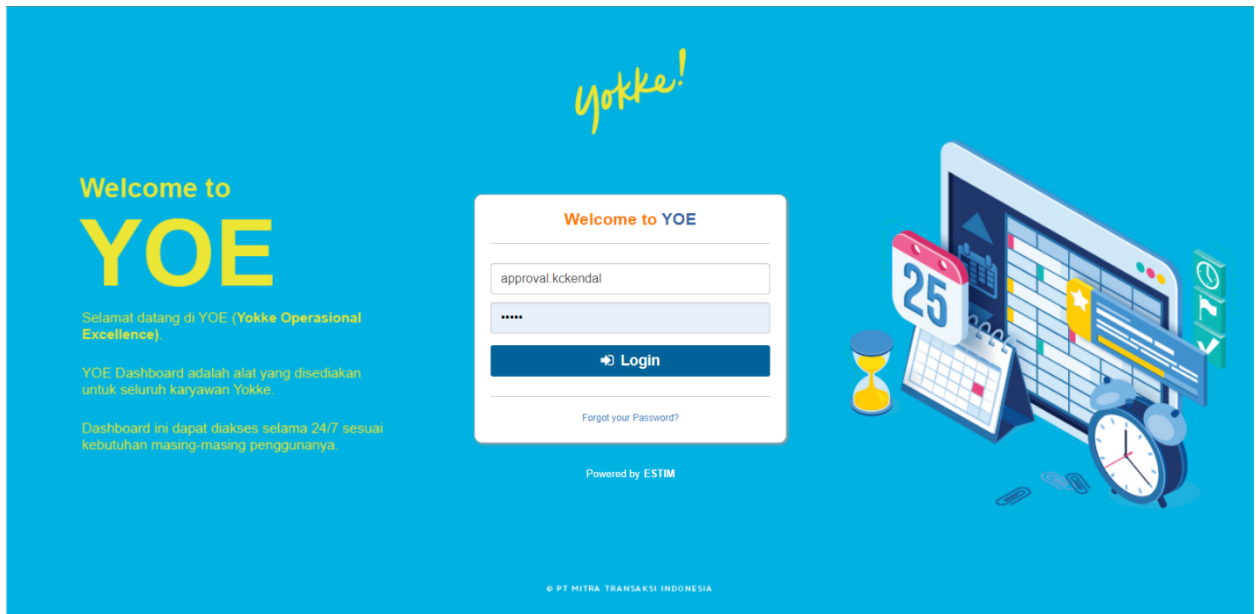 yokke!
Welcome to
YOE
Selamat datang di YOE (Yokke Operasional
Excellence).
YOE Dashboard adalah alat yang disediakan
untuk seluruh karyawan Yokke.
Dashboard ini dapat diakses selama 24/7 sesuai
kebutuhan masing-masing penggunanya.
Welcome to YOE
approval.kckendal
•••••
Login
Forgot your Password?
Powered by ESTIM
25
© PT MITRA TRANSAKSI INDONESIA